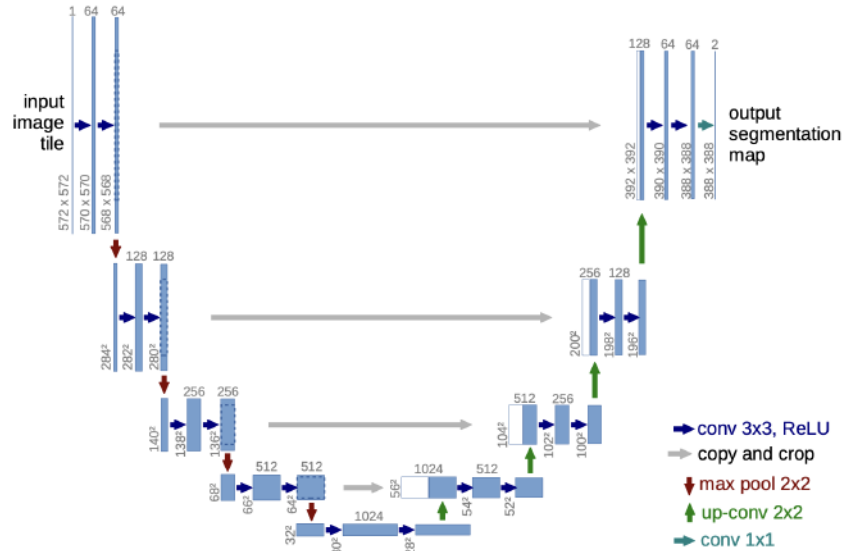 1
64
64
input
image
tile
572 x 572
570 x 570
568 x 568
128
64
64
2
output
segmentation
map
392 x 392
390 x 390
388 x 388
388 x 388
128
128
284²
282²
280²
256
128
200²
198²
196²
256
256
140²
138²
136²
512
256
104²
102²
100²
512
512
68²
66²
64²
1024
512
56²
54²
52²
1024
32²
conv 3x3, ReLU
copy and crop
max pool 2x2
up-conv 2x2
conv 1x1